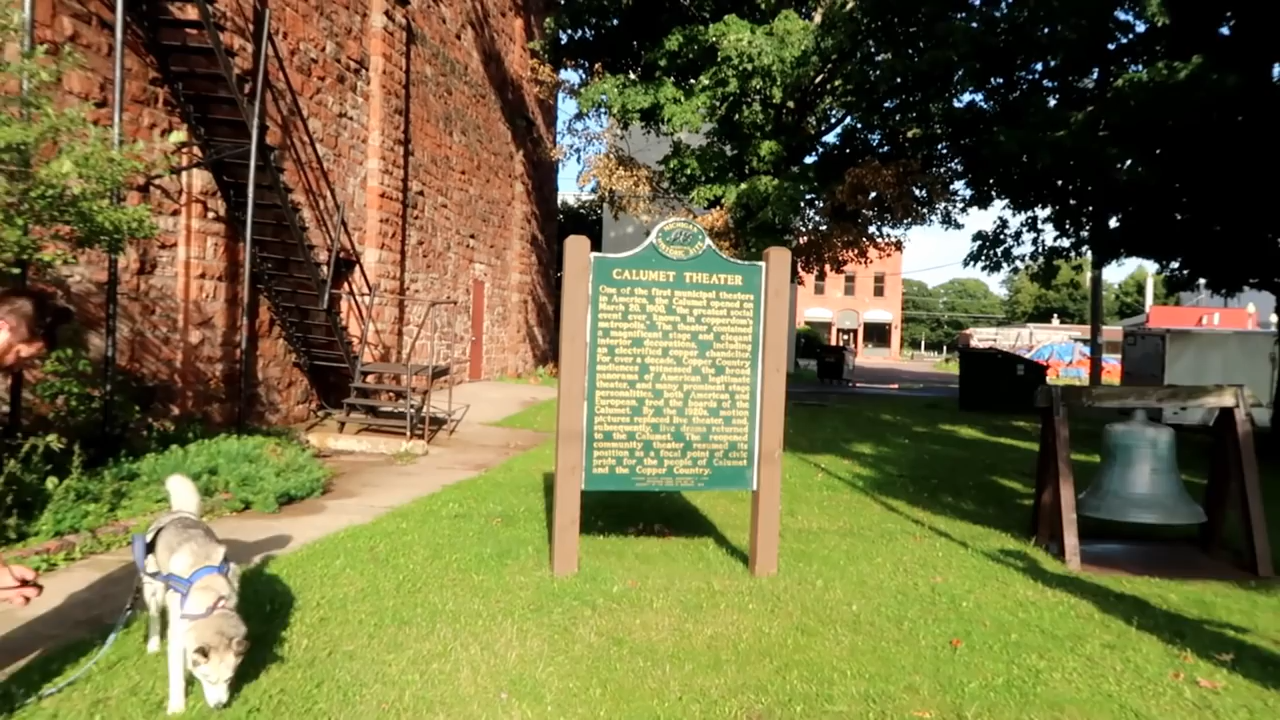 MICHIGAN
HISTORIC SITE
CALUMET THEATER
One of the first municipal theaters
in America, the Calumet opened on
March 20, 1900, "the greatest social
event ever known in copperdom's
metropolis." The theater contained
a magnificent stage and elegant
interior decorations, including
an electrified copper chandelier.
For over a decade, Copper Country
audiences witnessed the broad
panorama of American legitimate
theater, and many prominent stage
personalities, both American and
European, trod the boards of the
Calumet. By the 1920s, motion
pictures replaced live theater, and,
subsequently, live drama returned
to the Calumet. The reopened
community theater resumed its
position as a focal point of civic
pride for the people of Calumet
and the Copper Country.